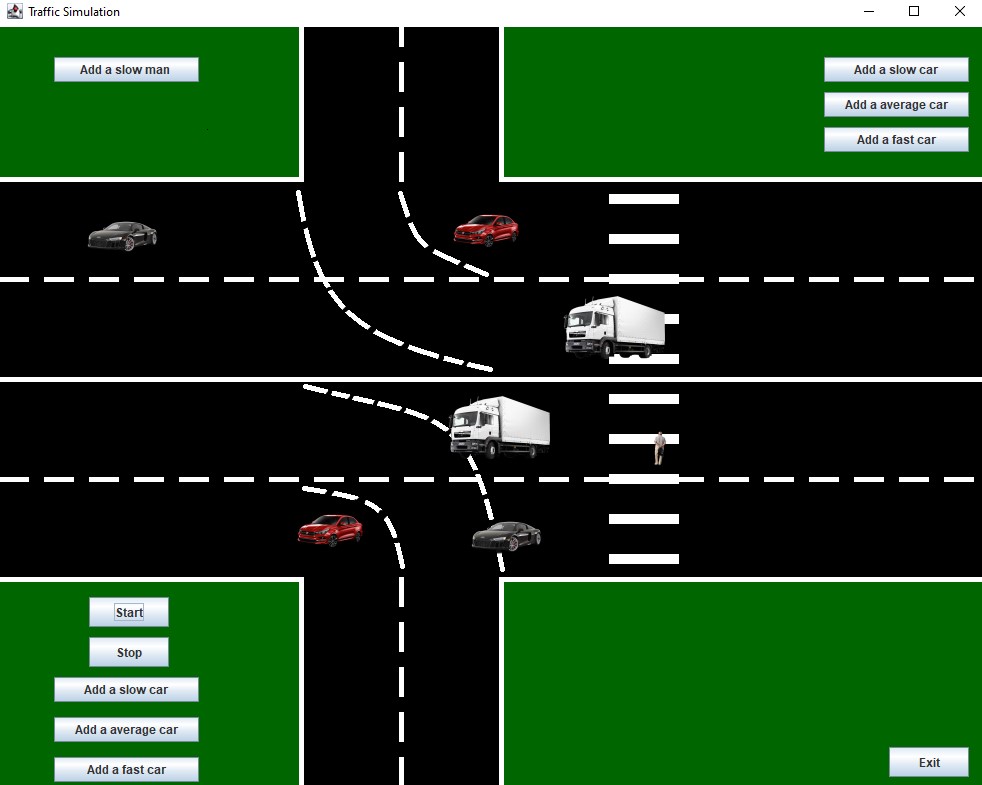 Traffic Simulation
Add a slow man
Add a slow car
Add a average car
Add a fast car
Start
Stop
Add a slow car
Add a average car
Add a fast car
Exit